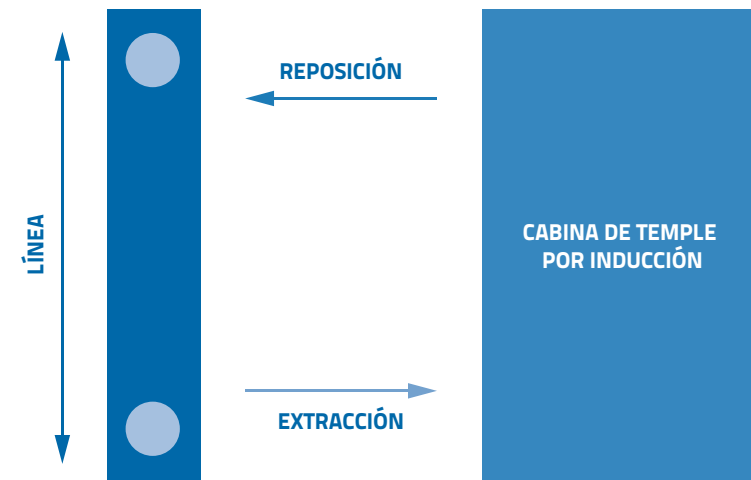 LÍNEA
REPOSICIÓN
CABINA DE TEMPLE
POR INDUCCIÓN
EXTRACCIÓN